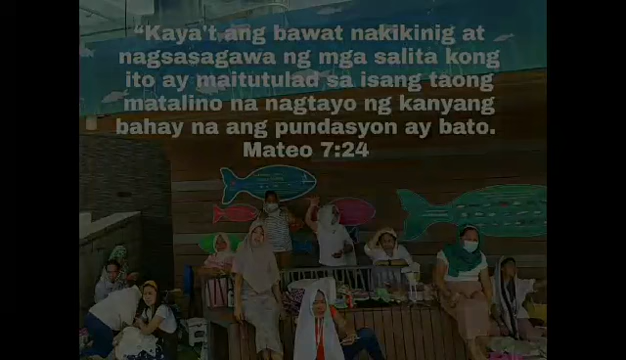 “Kaya't ang bawat nakikinig at
nagsasagawa ng mga salita kong
ito ay maitutulad sa isang taong
matalino na nagtayo ng kanyang
bahay na ang pundasyon ay bato.
Mateo 7:24